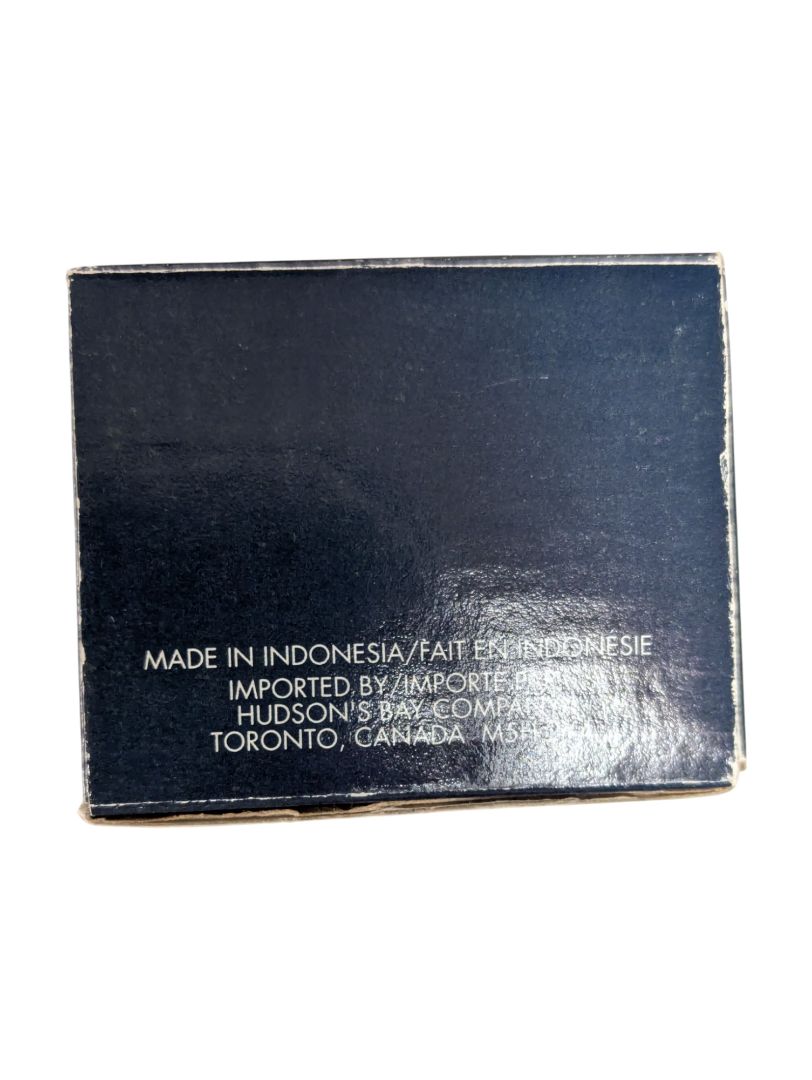 MADE IN INDONESIA/FAIT EN INDONESIE
IMPORTED BY/IMPORTE
HUDSON'S BAY
TORONTO, CANADA